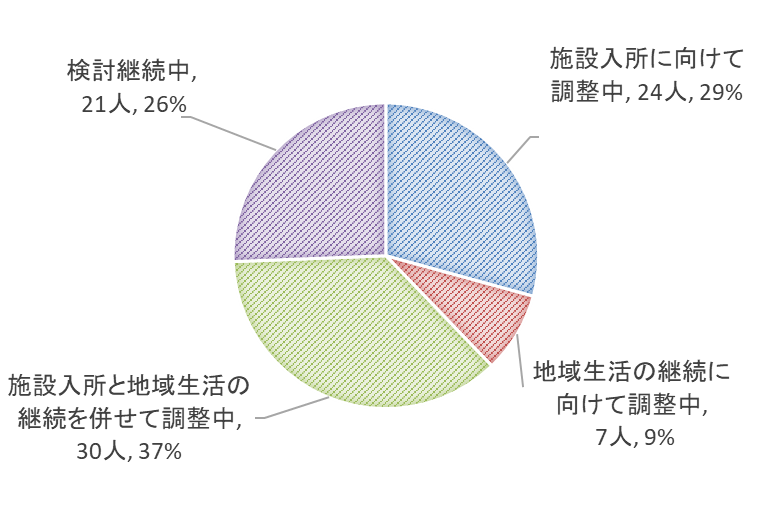 検討継続中,
21人, 26%
施設入所に向けて
調整中, 24人, 29%
施設入所と地域生活の
継続を併せて調整中,
30人, 37%
地域生活の継続に
向けて調整中,
7人, 9%